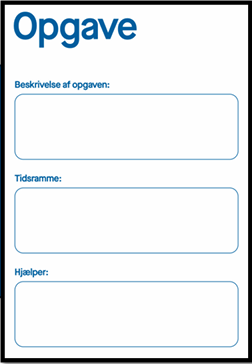 Opgave
Beskrivelse af opgaven:
Tidsramme:
Hjælper: